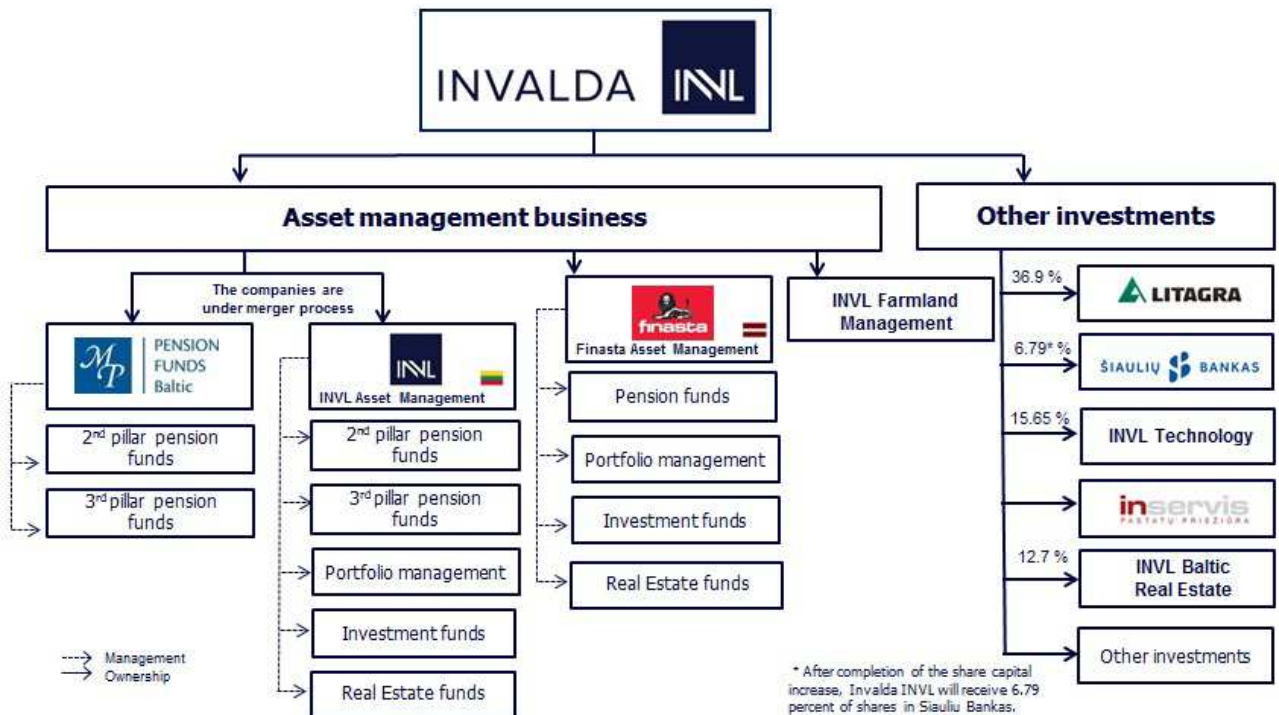 INVALDA INVL
Asset management business
Other investments
The companies are
under merger process
MP PENSION
FUNDS
Baltic
2nd pillar pension
funds
3rd pillar pension
funds
INVL
INVL Asset Management
2nd pillar pension
funds
3rd pillar pension
funds
Portfolio management
Investment funds
Real Estate funds
finasta
Finasta Asset Management
Pension funds
Portfolio management
Investment funds
Real Estate funds
INVL Farmland
Management
36.9 %
LITAGRA
6.79* %
ŠIAULIŲ BANKAS
15.65 %
INVL Technology
inservis
PASTATŲ PRIEŽIŪRA
12.7 %
INVL Baltic
Real Estate
Other investments
Management
Ownership
* After completion of the share capital
increase, Invalda INVL will receive 6.79
percent of shares in Siauliu Bankas.